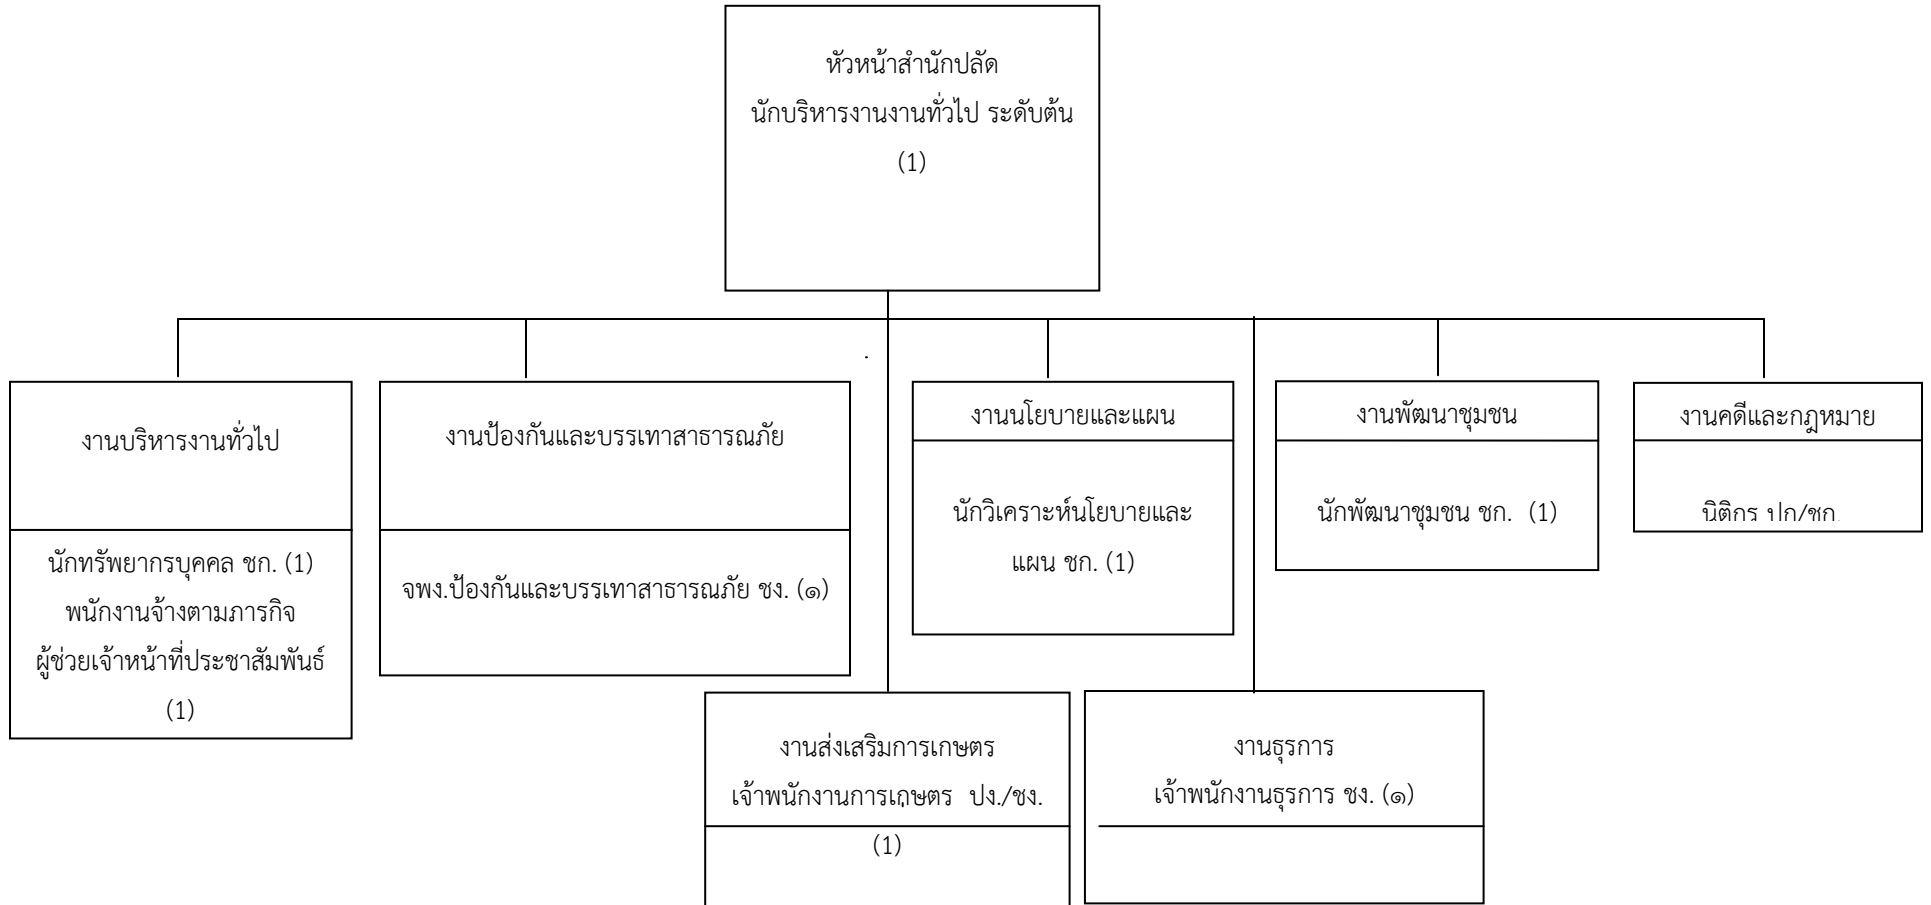 หัวหน้าสำนักปลัด
นักบริหารงานงานทั่วไป ระดับต้น
(1)
งานบริหารงานทั่วไป
นักทรัพยากรบุคคล ชก. (1)
พนักงานจ้างตามภารกิจ
ผู้ช่วยเจ้าหน้าที่ประชาสัมพันธ์
(1)
งานป้องกันและบรรเทาสาธารณภัย
จพง.ป้องกันและบรรเทาสาธารณภัย ชง. (๑)
งานนโยบายและแผน
นักวิเคราะห์นโยบายและ
แผน ชก. (1)
งานพัฒนาชุมชน
นักพัฒนาชุมชน ชก. (1)
งานคดีและกฎหมาย
นิติกร ปก/ชก.
งานส่งเสริมการเกษตร
เจ้าพนักงานการเกษตร ปง./ชง.
(1)
งานธุรการ
เจ้าพนักงานธุรการ ชง. (๑)